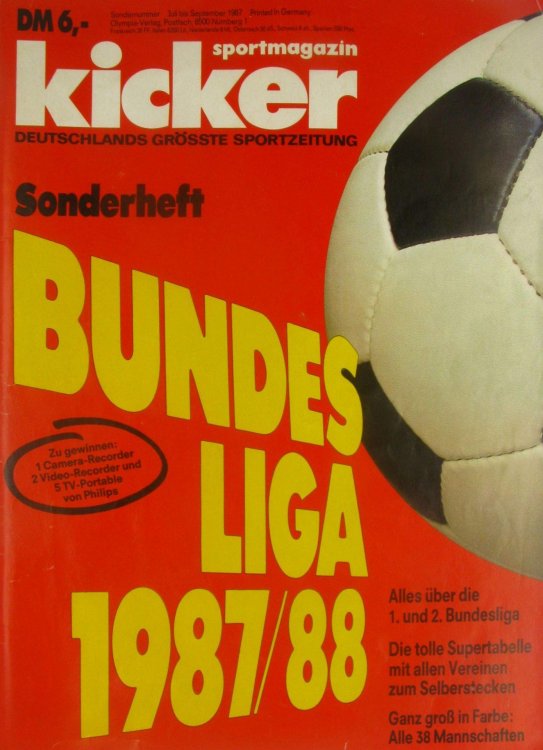 DM 6,-
Sondernummer Juli bis September 1987 Printed in Germany
Olympia-Verlag, Postfach, 8500 Nürnberg 1
sportmagazin
kicker
DEUTSCHLANDS GRÖSSTE SPORTZEITUNG
Sonderheft
BUNDES
LIGA
1987/88
Zu gewinnen:
1 Camera-Recorder
2 Video-Recorder und
5 TV-Portable
von Philips
Alles über die
1. und 2. Bundesliga
Die tolle Supertabelle
mit allen Vereinen
zum Selberstecken
Ganz groß in Farbe:
Alle 38 Mannschaften